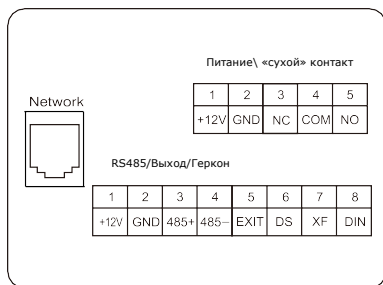 Питание\ «сухой» контакт
1 2 3 4 5
+12V GND NC COM NO
Network
RS485/Выход/Геркон
1 2 3 4 5 6 7 8
+12V GND 485+ 485− EXIT DS XF DIN